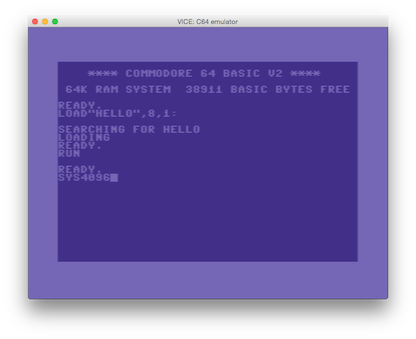 VICE: C64 emulator
**** COMMODORE 64 BASIC V2 ****
64K RAM SYSTEM 38911 BASIC BYTES FREE
READY.
LOAD"HELLO",8,1:
SEARCHING FOR HELLO
LOADING
READY.
RUN
READY.
SYS4096